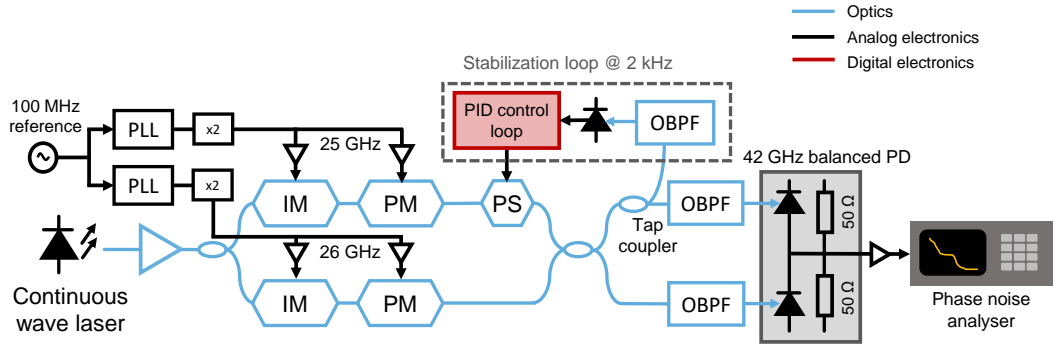 Optics
Analog electronics
Digital electronics
Stabilization loop @ 2 kHz
100 MHz
reference
PLL
x2
25 GHz
PID control
loop
OBPF
42 GHz balanced PD
PLL
x2
IM
PM
PS
OBPF
50 Ω
Tap
coupler
26 GHz
IM
PM
OBPF
50 Ω
Continuous
wave laser
Phase noise
analyser